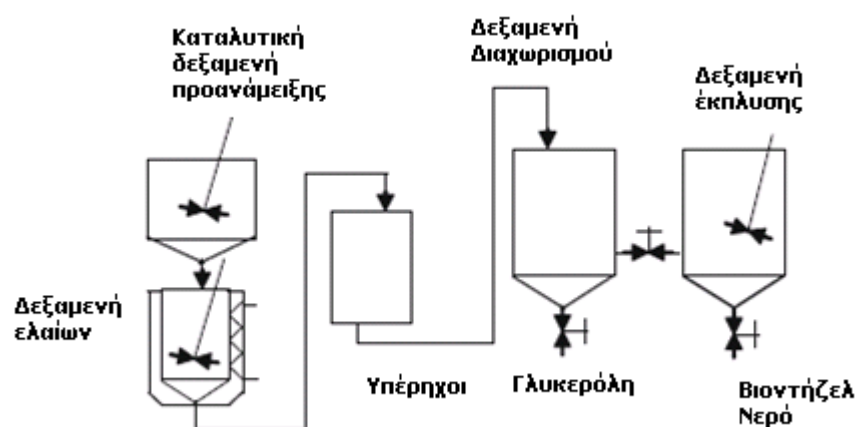 Καταλυτική
δεξαμενή
προανάμειξης
Δεξαμενή
Διαχωρισμού
Δεξαμενή
έκπλυσης
Δεξαμενή
ελαίων
Υπέρηχοι
Γλυκερόλη
Βιοντήζελ
Νερό